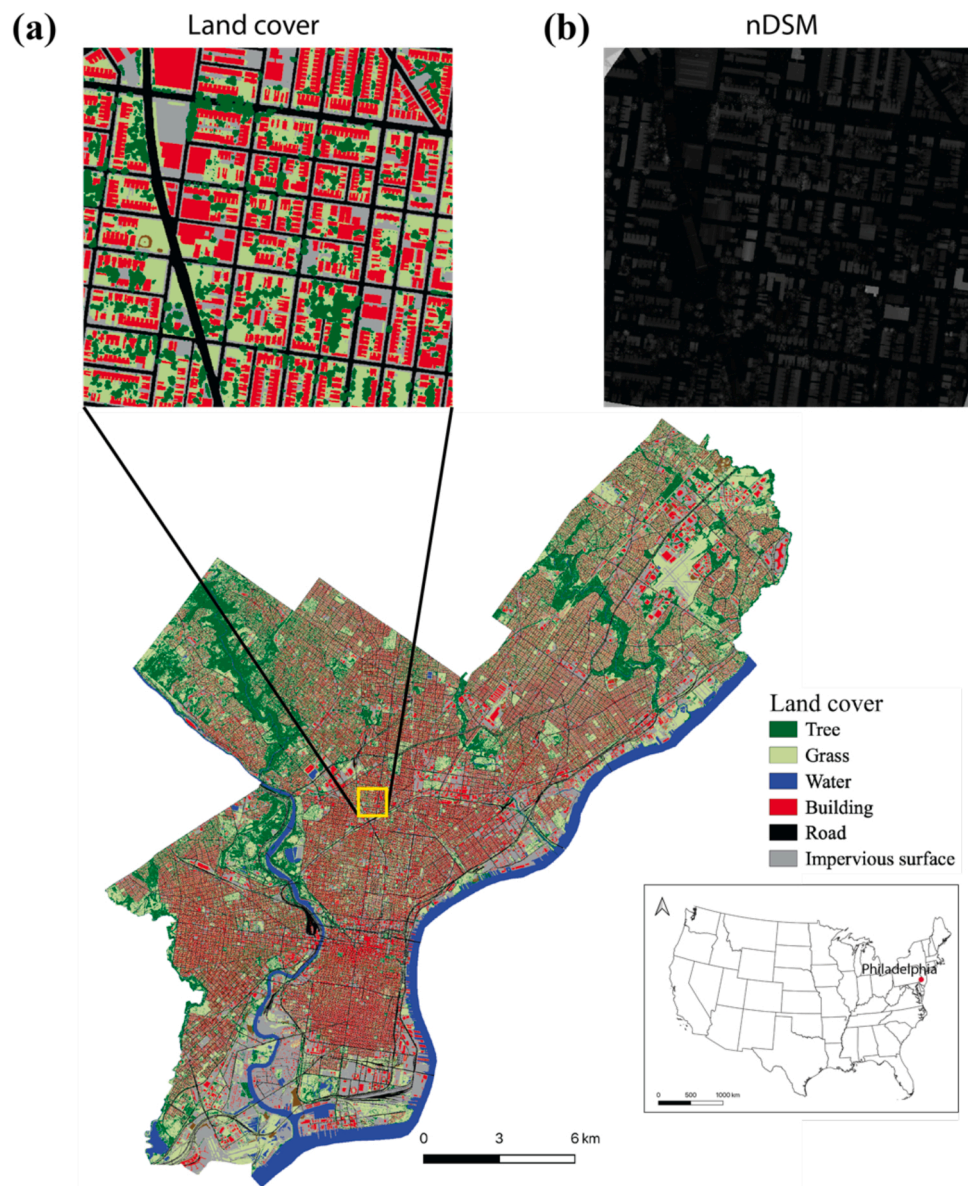 (a)
Land cover
(b)
nDSM
Land cover
Tree
Grass
Water
Building
Road
Impervious surface
Philadelphia
0 500 1000 km
0 3 6 km